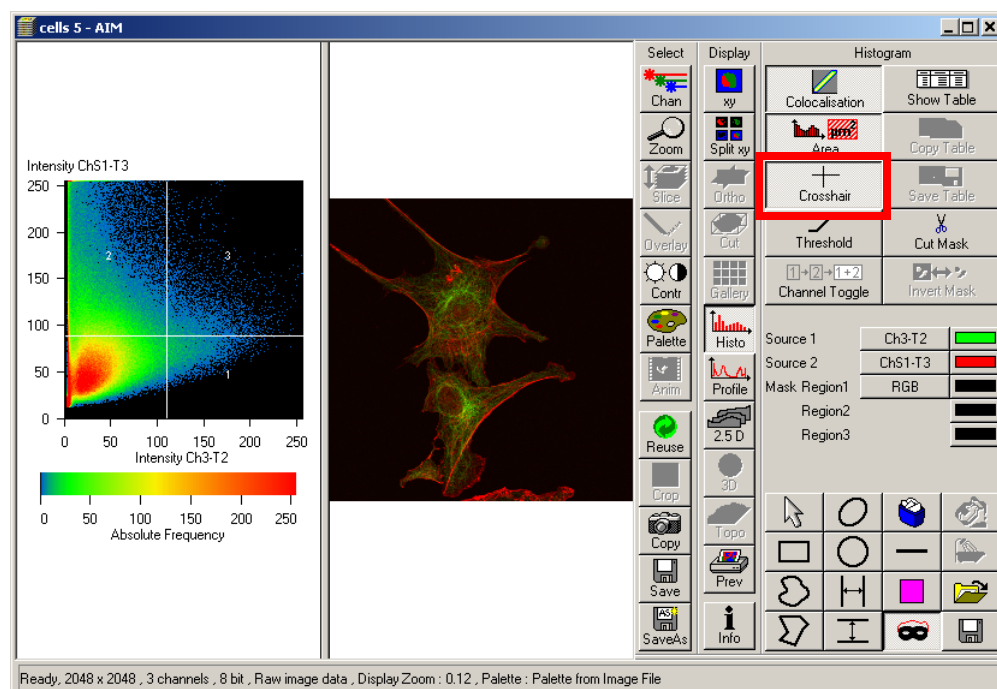 cells 5 - AIM
Intensity ChS1-T3
250
200
150
100
50
0
2
3
1
0 50 100 150 200 250
Intensity Ch3-T2
0 50 100 150 200 250
Absolute Frequency
Select
Chan
Zoom
Slice
Overlay
Contr
Palette
Anim
Reuse
Crop
Copy
Save
AS
SaveAs
Display
xy
Split xy
Ortho
Cut
Gallery
Histo
Profile
2.5 D
3D
Topo
Prev
i
Info
Histogram
Colocalisation Show Table
µm²
Area Copy Table
Crosshair Save Table
Threshold Cut Mask
1 2 1+2
Channel Toggle Invert Mask
Source 1 Ch3-T2
Source 2 ChS1-T3
Mask Region1 RGB
Region2
Region3
Ready, 2048 x 2048 , 3 channels , 8 bit , Raw image data , Display Zoom : 0.12 , Palette : Palette from Image File